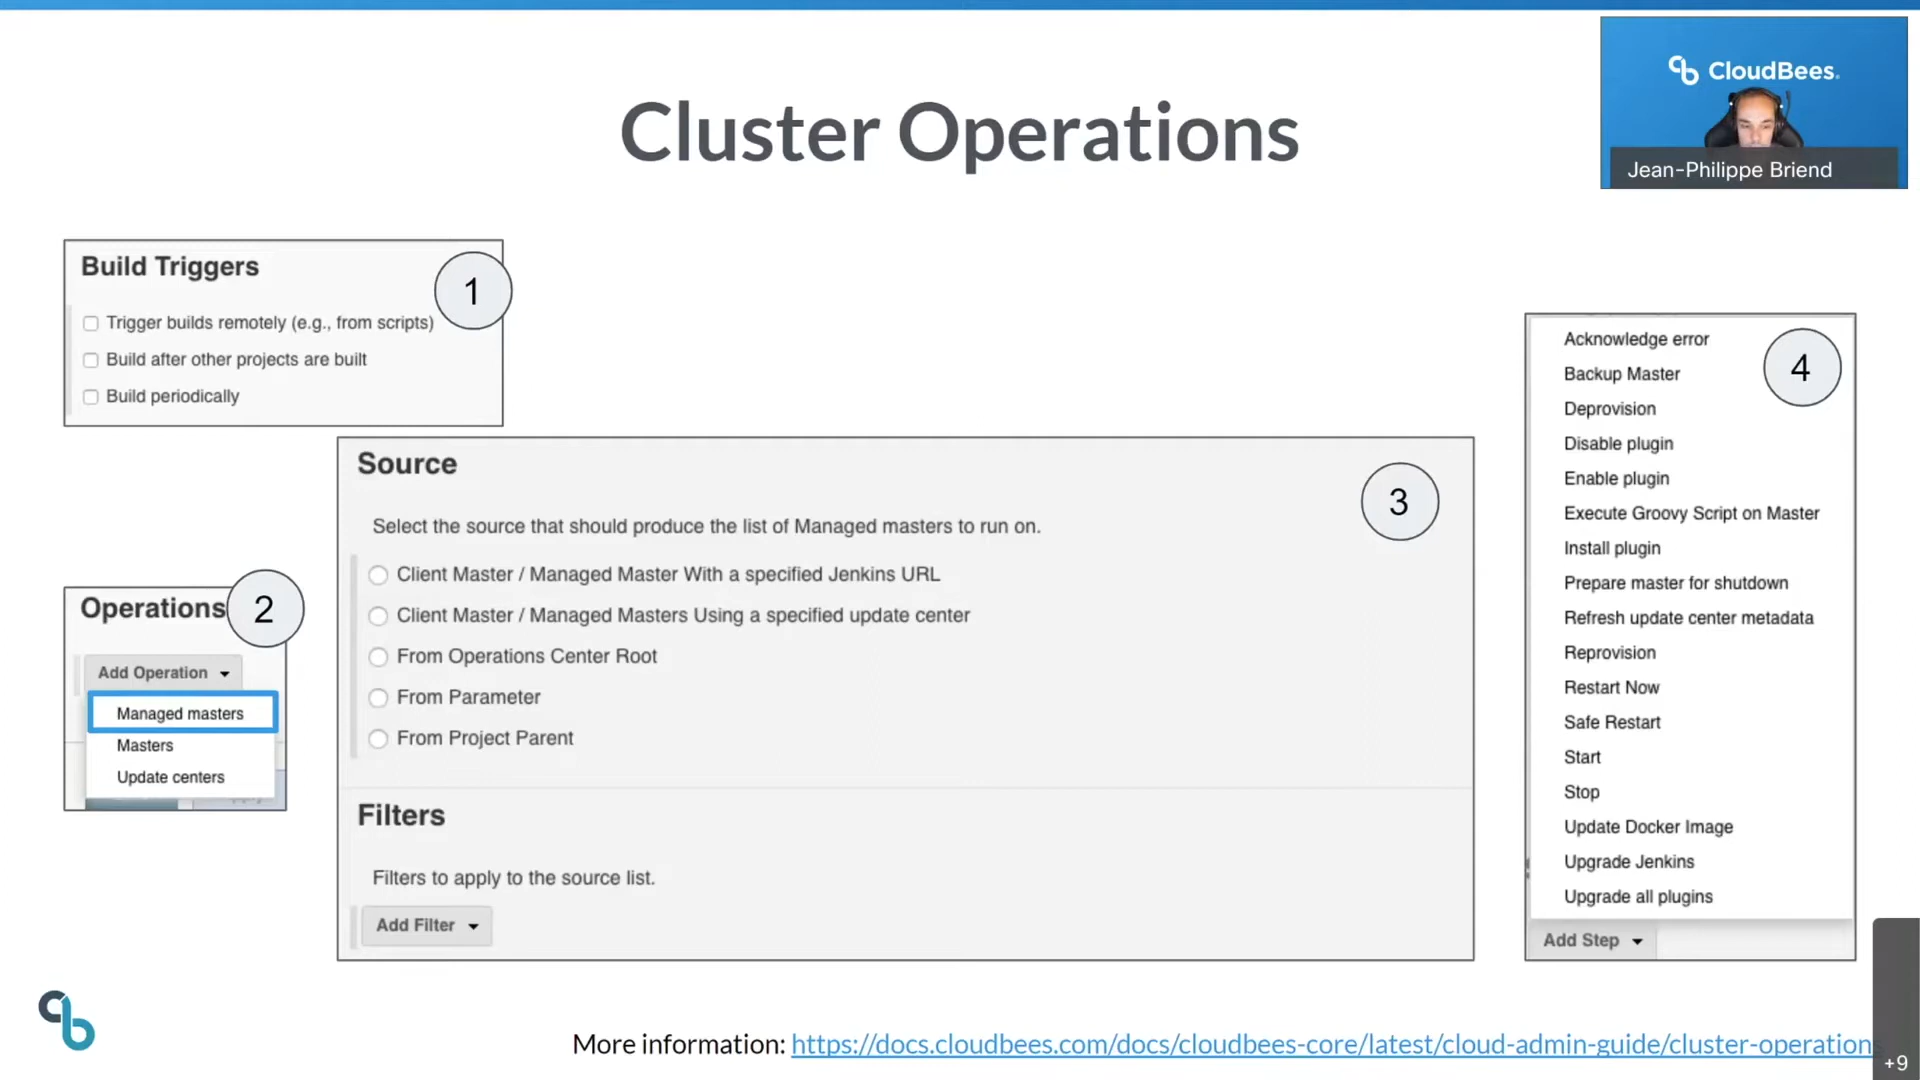 CloudBees.
Jean-Philippe Briend
Cluster Operations
Build Triggers
1
Trigger builds remotely (e.g., from scripts)
Build after other projects are built
Build periodically
Operations
2
Add Operation
Managed masters
Masters
Update centers
Source
3
Select the source that should produce the list of Managed masters to run on.
Client Master / Managed Master With a specified Jenkins URL
Client Master / Managed Masters Using a specified update center
From Operations Center Root
From Parameter
From Project Parent
Filters
Filters to apply to the source list.
Add Filter
4
Acknowledge error
Backup Master
Deprovision
Disable plugin
Enable plugin
Execute Groovy Script on Master
Install plugin
Prepare master for shutdown
Refresh update center metadata
Reprovision
Restart Now
Safe Restart
Start
Stop
Update Docker Image
Upgrade Jenkins
Upgrade all plugins
Add Step
More information: https://docs.cloudbees.com/docs/cloudbees-core/latest/cloud-admin-guide/cluster-operations
+9